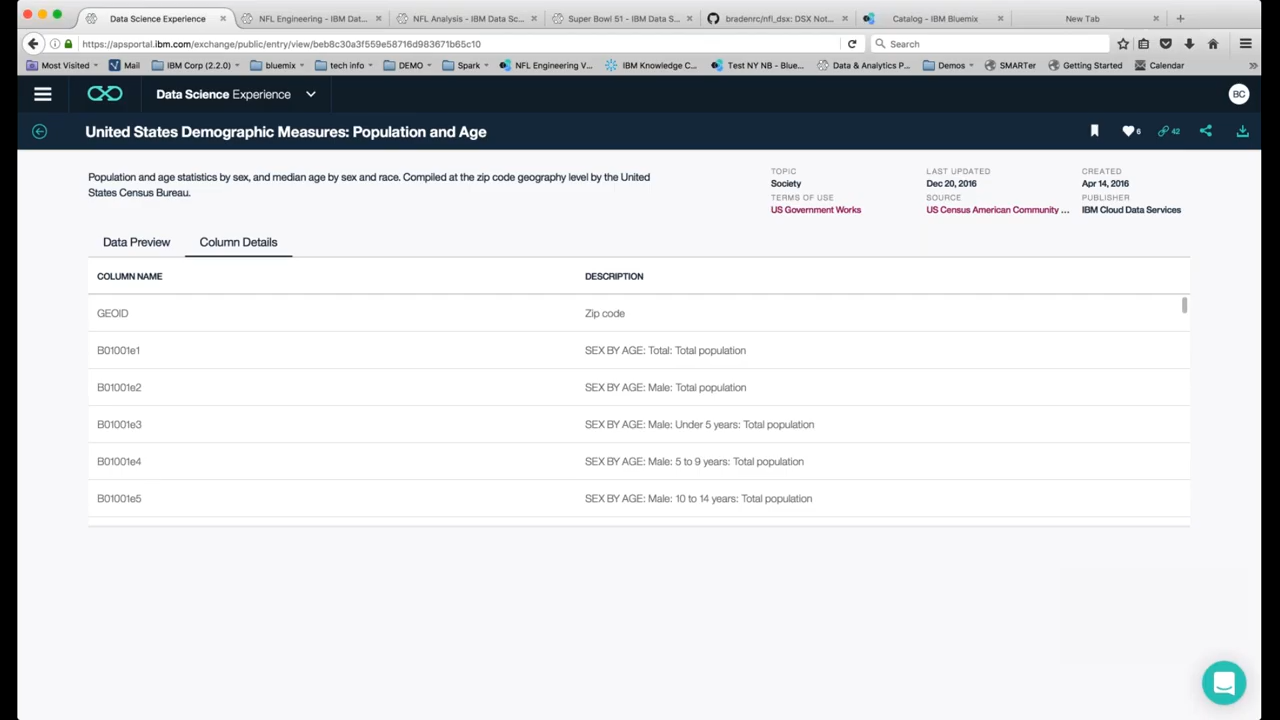 Data Science Experience
NFL Engineering - IBM Dat...
NFL Analysis - IBM Data Sc...
Super Bowl 51 - IBM Data S...
bradenrc/nfl_dsx: DSX Not...
Catalog - IBM Bluemix
New Tab
https://apsportal.ibm.com/exchange/public/entry/view/beb8c30a3f559e58716d983671b65c10
Search
Most Visited
Mail
IBM Corp (2.2.0)
bluemix
tech info
DEMO
Spark
NFL Engineering V...
IBM Knowledge C...
Test NY NB - Blue...
Data & Analytics P...
Demos
SMARTer
Getting Started
Calendar
Data Science Experience
BC
United States Demographic Measures: Population and Age
6
42
Population and age statistics by sex, and median age by sex and race. Compiled at the zip code geography level by the United
States Census Bureau.
TOPIC
Society
TERMS OF USE
US Government Works
LAST UPDATED
Dec 20, 2016
SOURCE
US Census American Community ...
CREATED
Apr 14, 2016
PUBLISHER
IBM Cloud Data Services
Data Preview
Column Details
COLUMN NAME DESCRIPTION
GEOID Zip code
B01001e1 SEX BY AGE: Total: Total population
B01001e2 SEX BY AGE: Male: Total population
B01001e3 SEX BY AGE: Male: Under 5 years: Total population
B01001e4 SEX BY AGE: Male: 5 to 9 years: Total population
B01001e5 SEX BY AGE: Male: 10 to 14 years: Total population